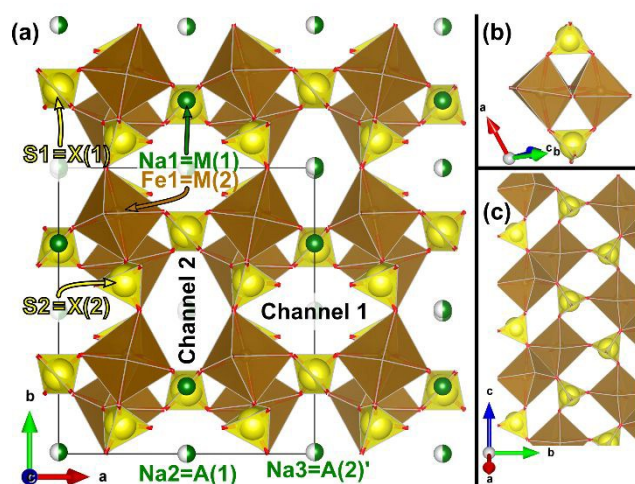 (a)
S1=X(1)
Na1=M(1)
Fe1=M(2)
S2=X(2)
Channel 2
Channel 1
b
c
a
Na2=A(1)
Na3=A(2)'
(b)
a
c
b
(c)
c
b
a